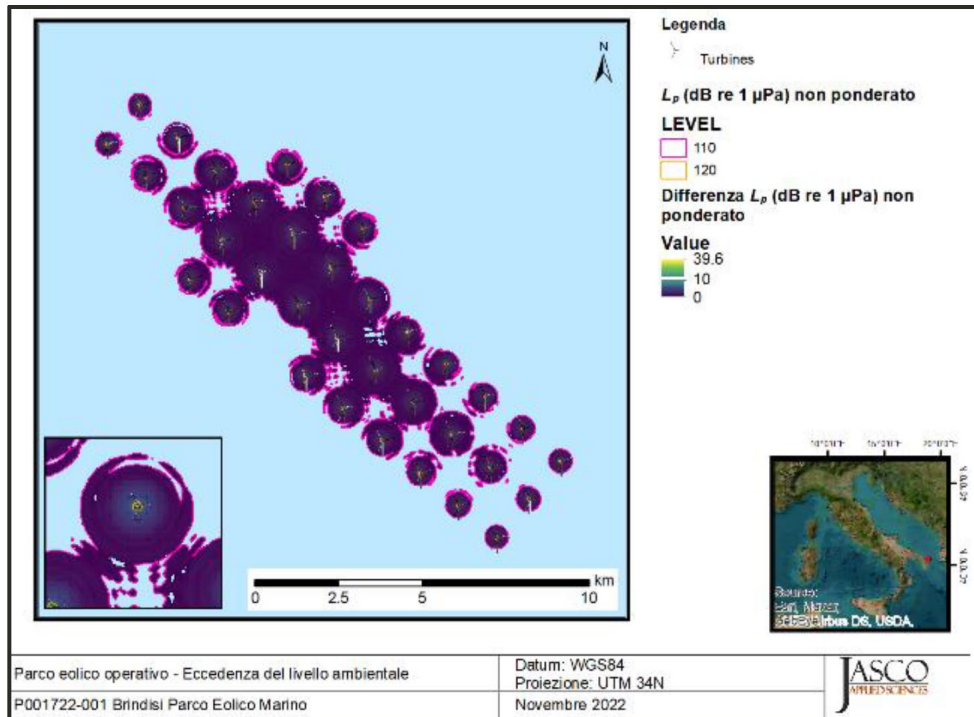 Legenda
Turbines
Lp (dB re 1 µPa) non ponderato
LEVEL
110
120
Differenza Lp (dB re 1 µPa) non
ponderato
Value
39.6
10
0
N
km
0 2.5 5 10
DS, USDA,
Parco eolico operativo - Eccedenza del livello ambientale
P001722-001 Brindisi Parco Eolico Marino
Datum: WGS84
Proiezione: UTM 34N
Novembre 2022
JASCO
APPLIED SCIENCES